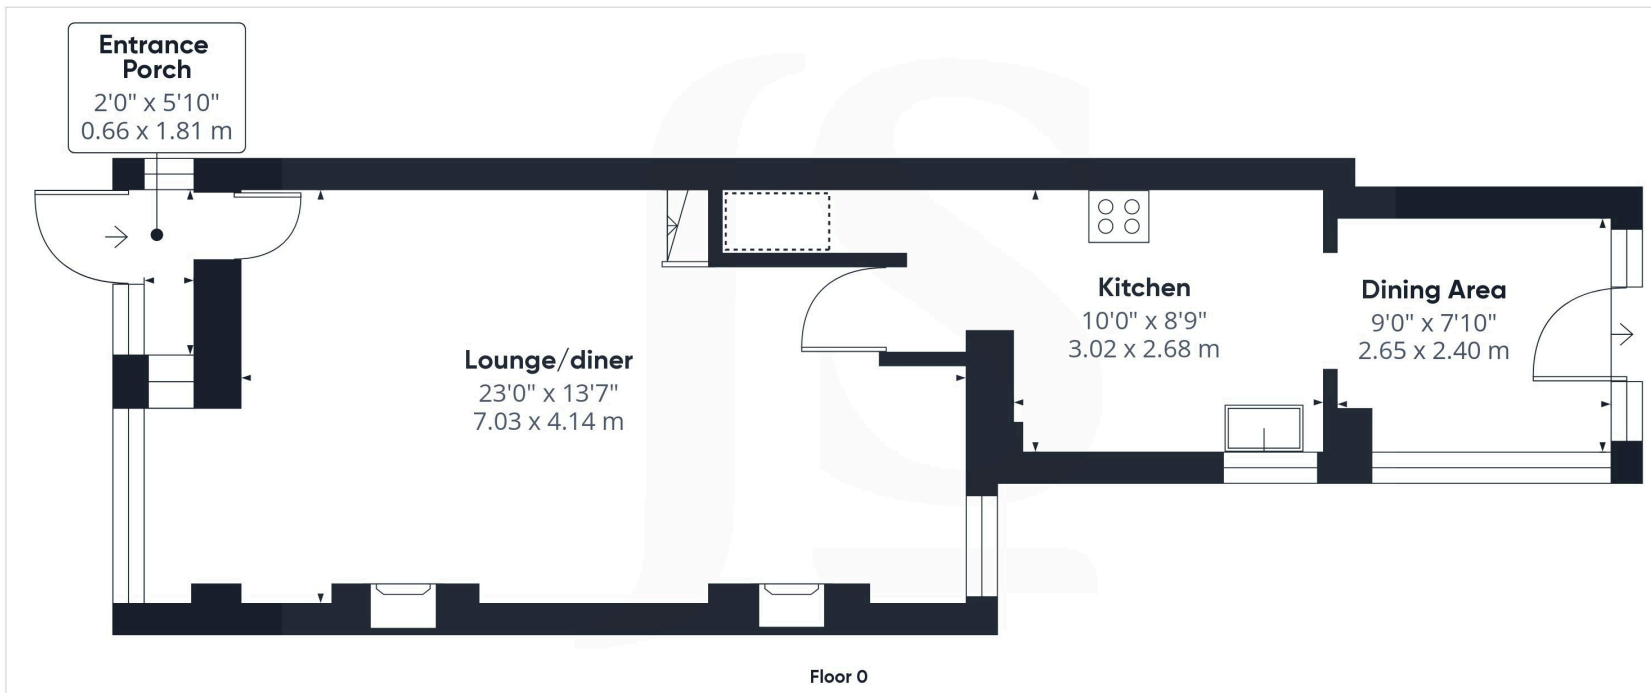 Entrance
Porch
2'0" x 5'10"
0.66 x 1.81 m
Lounge/diner
23'0" x 13'7"
7.03 x 4.14 m
Kitchen
10'0" x 8'9"
3.02 x 2.68 m
Dining Area
9'0" x 7'10"
2.65 x 2.40 m
Floor 0